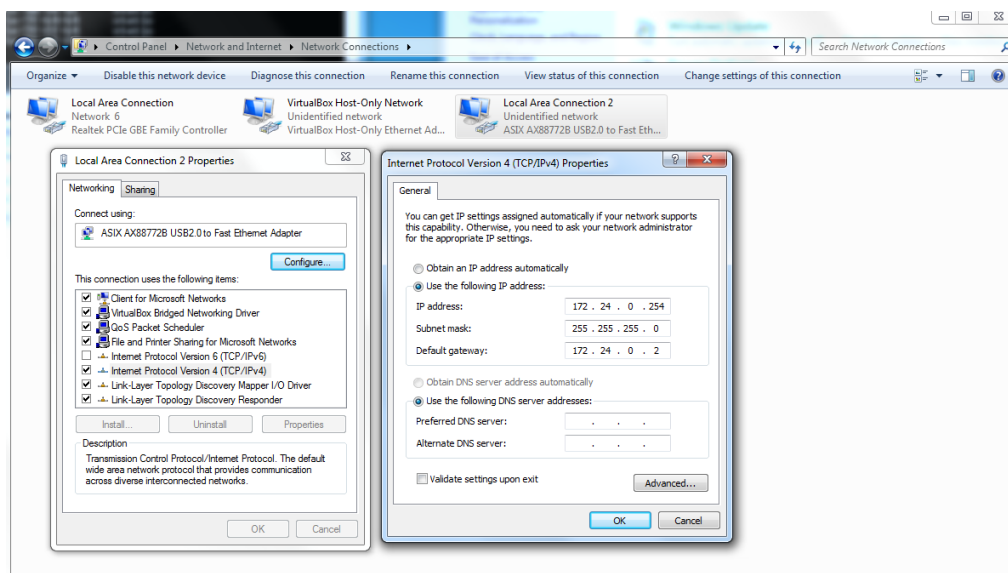 Control Panel ▸ Network and Internet ▸ Network Connections ▸
Search Network Connections
Organize ▾ Disable this network device Diagnose this connection Rename this connection View status of this connection Change settings of this connection
Local Area Connection
Network 6
Realtek PCIe GBE Family Controller
VirtualBox Host-Only Network
Unidentified network
VirtualBox Host-Only Ethernet Ad...
Local Area Connection 2
Unidentified network
ASIX AX88772B USB2.0 to Fast Eth...
Local Area Connection 2 Properties
Networking Sharing
Connect using:
ASIX AX88772B USB2.0 to Fast Ethernet Adapter
Configure...
This connection uses the following items:
Client for Microsoft Networks
VirtualBox Bridged Networking Driver
QoS Packet Scheduler
File and Printer Sharing for Microsoft Networks
Internet Protocol Version 6 (TCP/IPv6)
Internet Protocol Version 4 (TCP/IPv4)
Link-Layer Topology Discovery Mapper I/O Driver
Link-Layer Topology Discovery Responder
Install... Uninstall Properties
Description
Transmission Control Protocol/Internet Protocol. The default
wide area network protocol that provides communication
across diverse interconnected networks.
OK Cancel
Internet Protocol Version 4 (TCP/IPv4) Properties
General
You can get IP settings assigned automatically if your network supports
this capability. Otherwise, you need to ask your network administrator
for the appropriate IP settings.
Obtain an IP address automatically
Use the following IP address:
IP address: 172 . 24 . 0 . 254
Subnet mask: 255 . 255 . 255 . 0
Default gateway: 172 . 24 . 0 . 2
Obtain DNS server address automatically
Use the following DNS server addresses:
Preferred DNS server: . . .
Alternate DNS server: . . .
Validate settings upon exit
Advanced...
OK Cancel